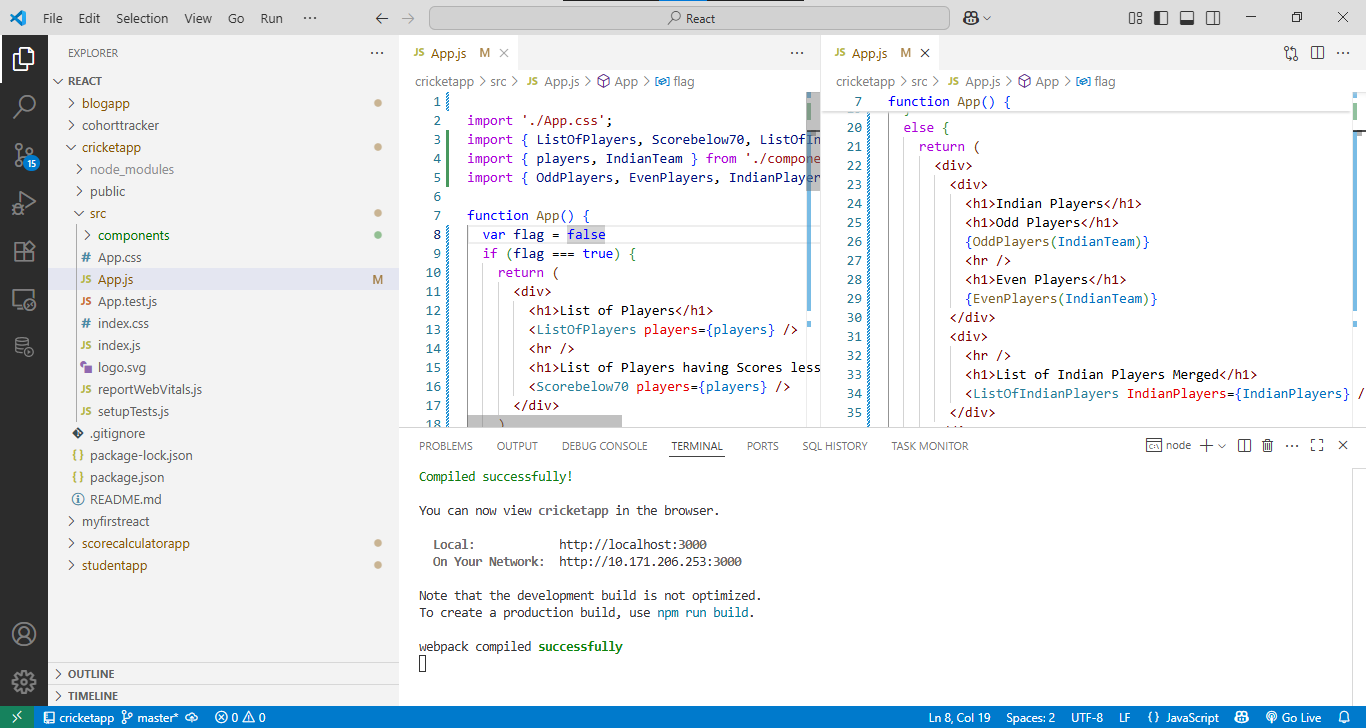 File Edit Selection View Go Run ···
React
EXPLORER ···
REACT
blogapp
cohorttracker
cricketapp
node_modules
public
src
components
# App.css
JS App.js M
JS App.test.js
# index.css
JS index.js
logo.svg
JS reportWebVitals.js
JS setupTests.js
.gitignore
{} package-lock.json
{} package.json
README.md
myfirstreact
scorecalculatorapp
studentapp
OUTLINE
TIMELINE
15
JS App.js M ···
cricketapp > src > JS App.js > App > flag
1
2 import './App.css';
3 import { ListOfPlayers, Scorebelow70, ListOfIn
4 import { players, IndianTeam } from './compone
5 import { OddPlayers, EvenPlayers, IndianPlayer
6
7 function App() {
8 var flag = false
9 if (flag === true) {
10 return (
11 <div>
12 <h1>List of Players</h1>
13 <ListOfPlayers players={players} />
14 <hr />
15 <h1>List of Players having Scores less
16 <Scorebelow70 players={players} />
17 </div>
18 )
JS App.js M ···
cricketapp > src > JS App.js > App > flag
7 function App() {
20 else {
21 return (
22 <div>
23 <div>
24 <h1>Indian Players</h1>
25 <h1>Odd Players</h1>
26 {OddPlayers(IndianTeam)}
27 <hr />
28 <h1>Even Players</h1>
29 {EvenPlayers(IndianTeam)}
30 </div>
31 <div>
32 <hr />
33 <h1>List of Indian Players Merged</h1>
34 <ListOfIndianPlayers IndianPlayers={IndianPlayers} /
35 </div>
PROBLEMS OUTPUT DEBUG CONSOLE TERMINAL PORTS SQL HISTORY TASK MONITOR node ···
Compiled successfully!
You can now view cricketapp in the browser.
Local: http://localhost:3000
On Your Network: http://10.171.206.253:3000
Note that the development build is not optimized.
To create a production build, use npm run build.
webpack compiled successfully
cricketapp master* 0 0 Ln 8, Col 19 Spaces: 2 UTF-8 LF {} JavaScript Go Live